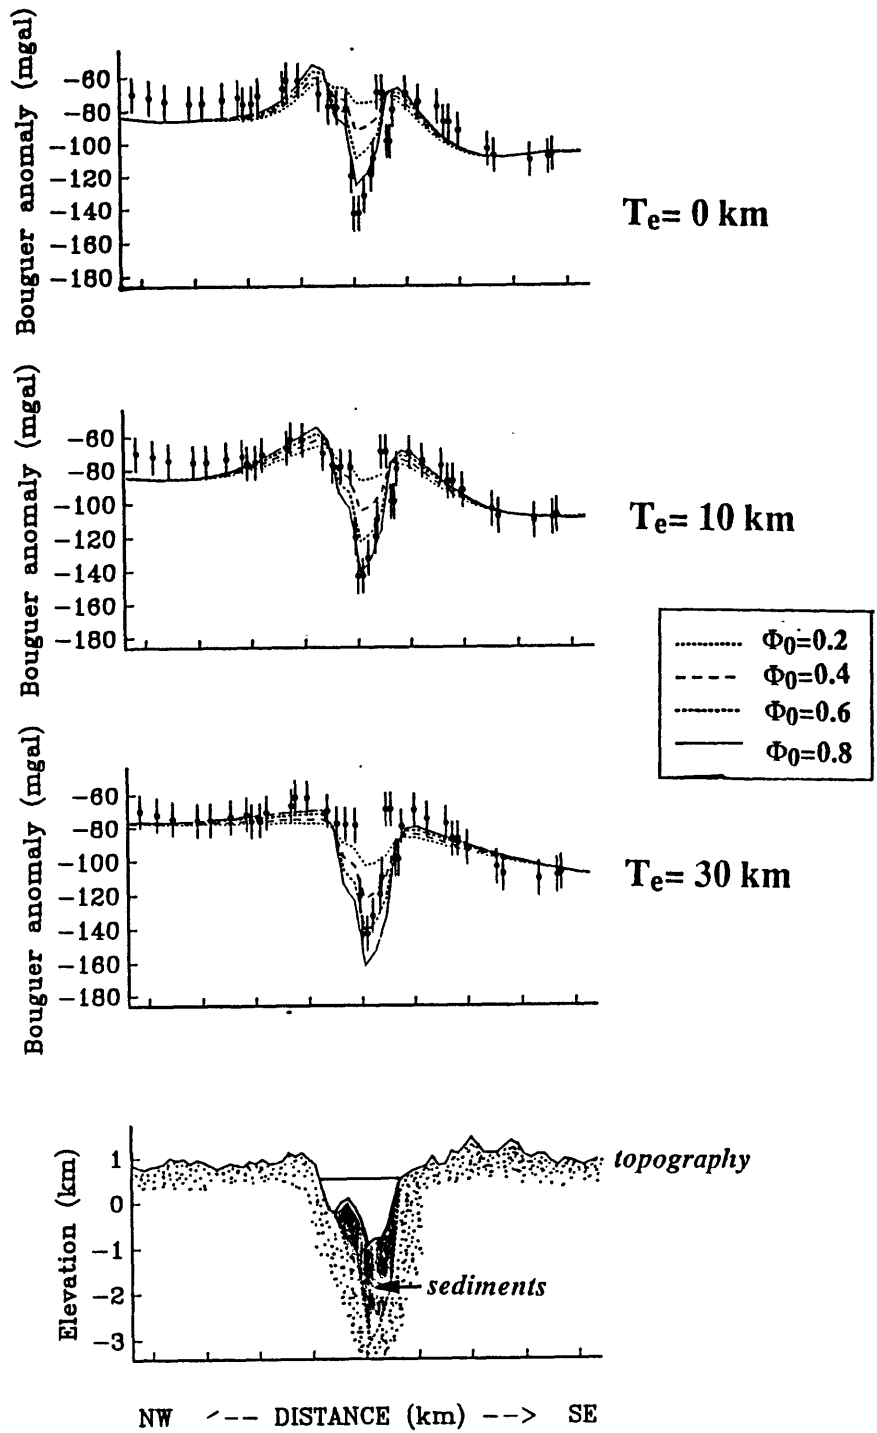 Bouguer anomaly (mgal)
−60
−80
−100
−120
−140
−160
−180
Te= 0 km
Bouguer anomaly (mgal)
−60
−80
−100
−120
−140
−160
−180
Te= 10 km
Φ0=0.2
Φ0=0.4
Φ0=0.6
Φ0=0.8
Bouguer anomaly (mgal)
−60
−80
−100
−120
−140
−160
−180
Te= 30 km
Elevation (km)
1
0
−1
−2
−3
topography
sediments
NW <-- DISTANCE (km) --> SE